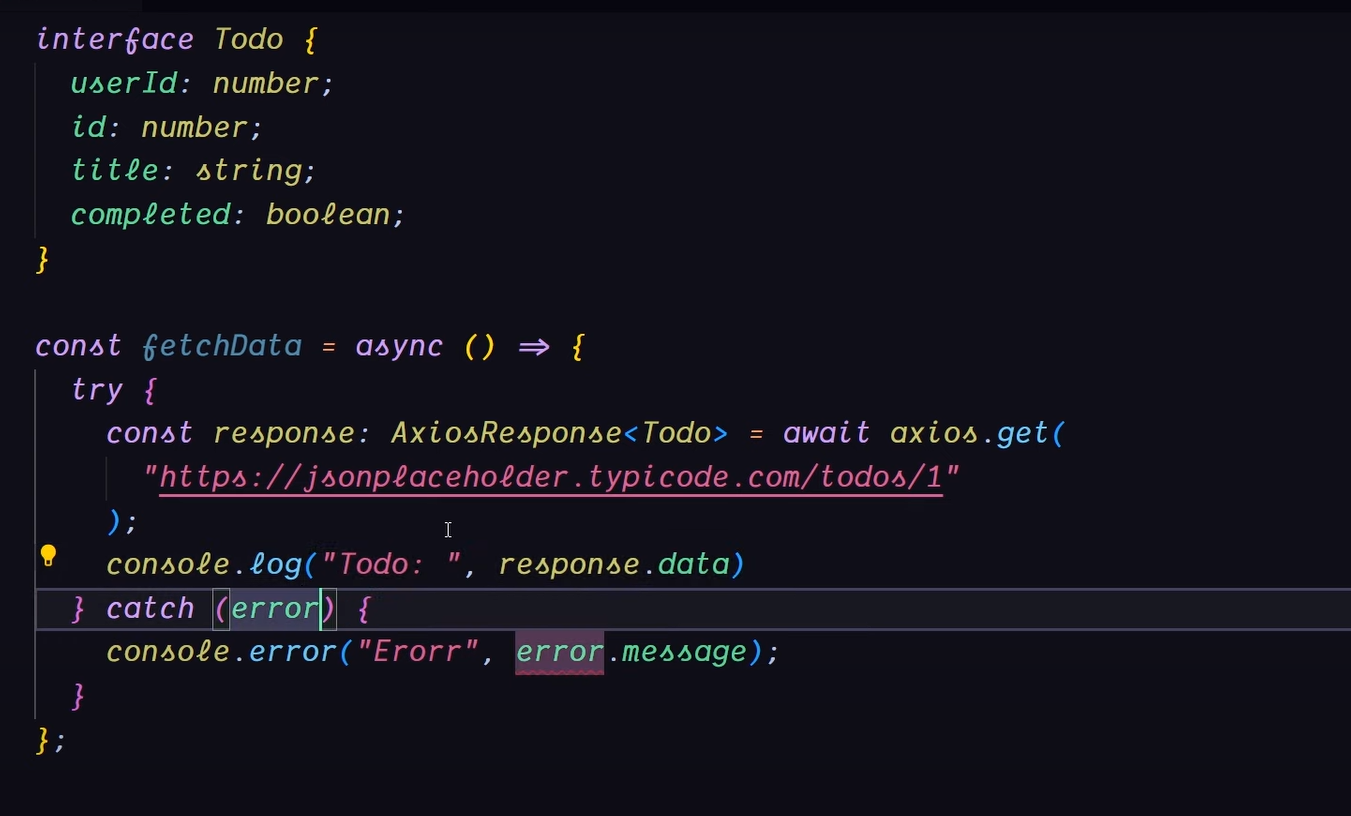 interface Todo {
  userId: number;
  id: number;
  title: string;
  completed: boolean;
}
const fetchData = async () => {
  try {
    const response: AxiosResponse<Todo> = await axios.get(
      "https://jsonplaceholder.typicode.com/todos/1"
    );
    console.log("Todo: ", response.data)
  } catch (error) {
    console.error("Erorr", error.message);
  }
};